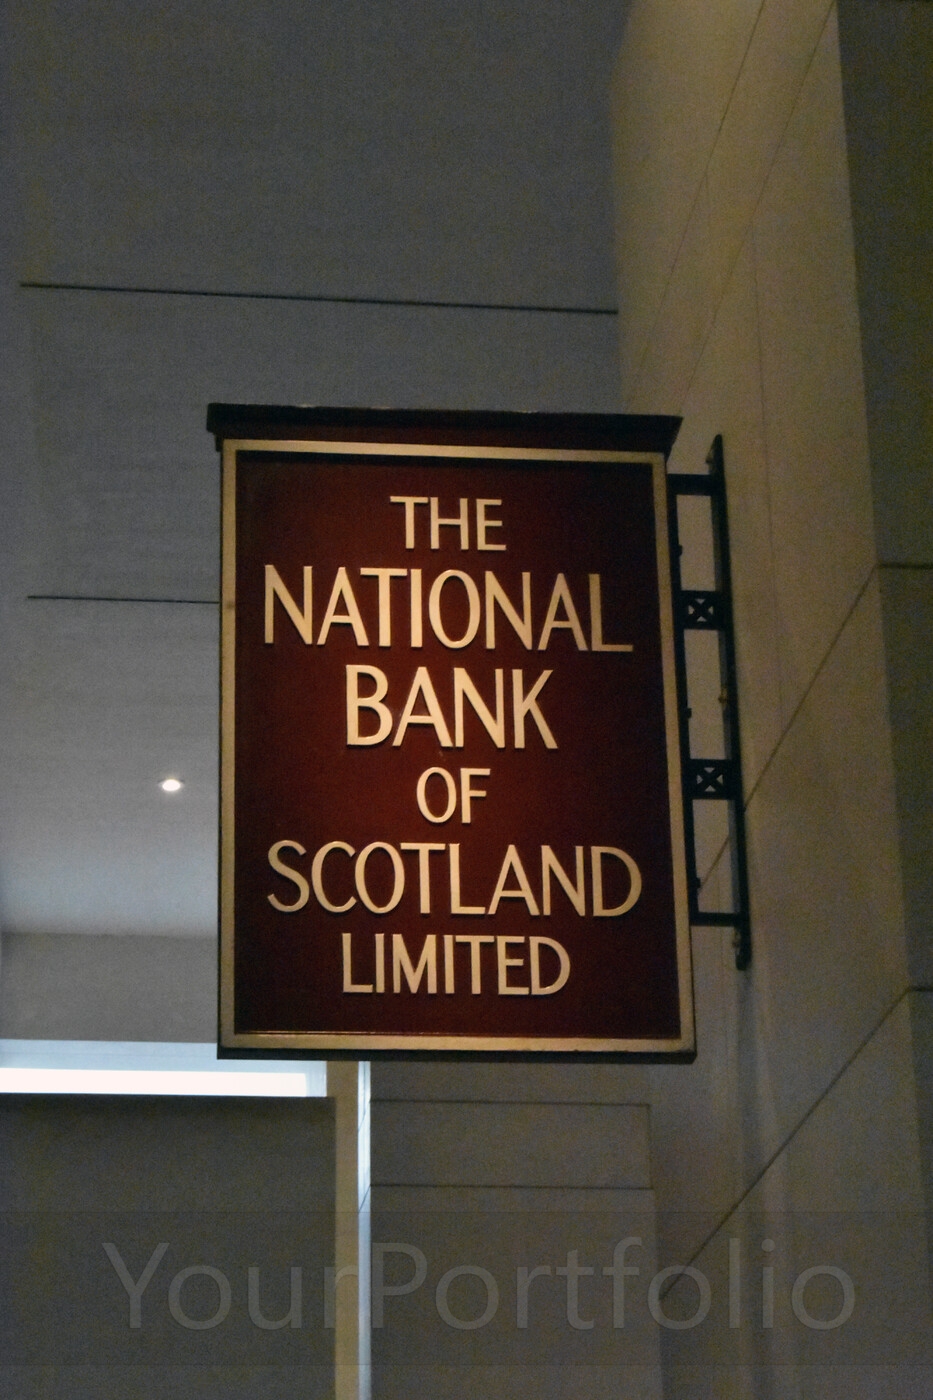 THE
NATIONAL
BANK
OF
SCOTLAND
LIMITED
YourPortfolio